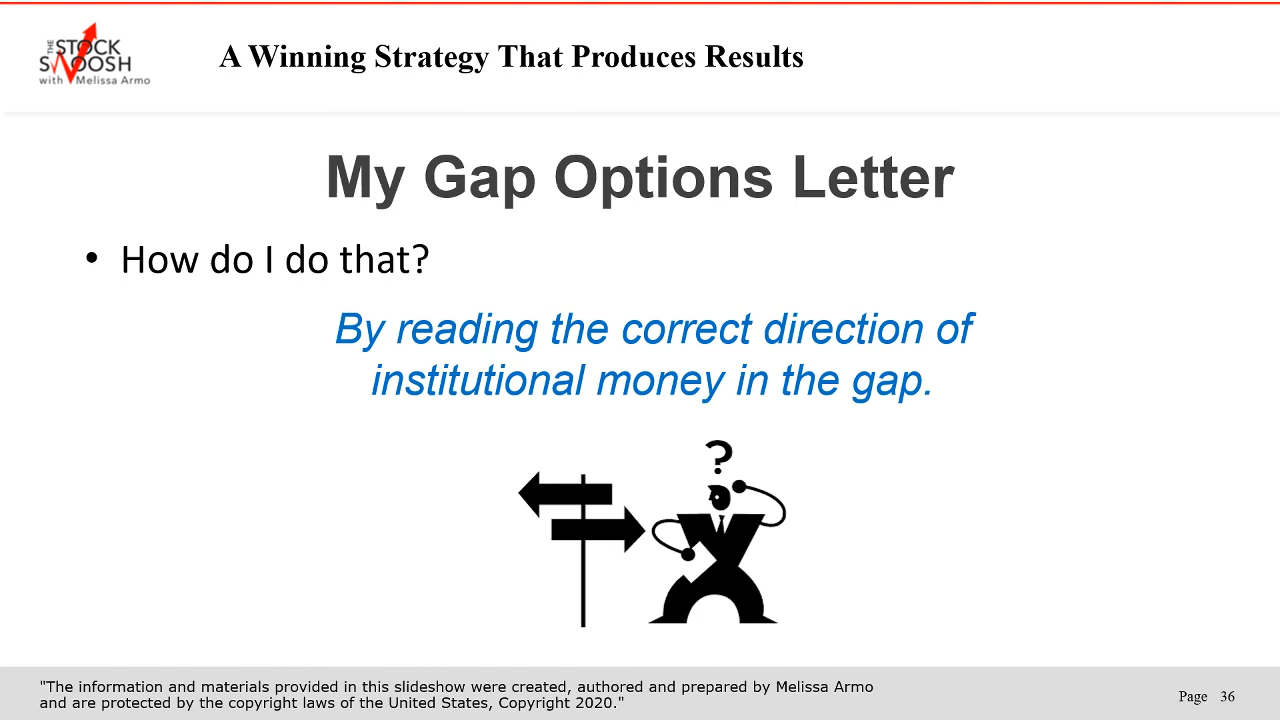 THE
STOCK
SWOOSH
with Melissa Armo
A Winning Strategy That Produces Results
My Gap Options Letter
• How do I do that?
By reading the correct direction of
institutional money in the gap.
?
"The information and materials provided in this slideshow were created, authored and prepared by Melissa Armo
and are protected by the copyright laws of the United States, Copyright 2020."
Page 36